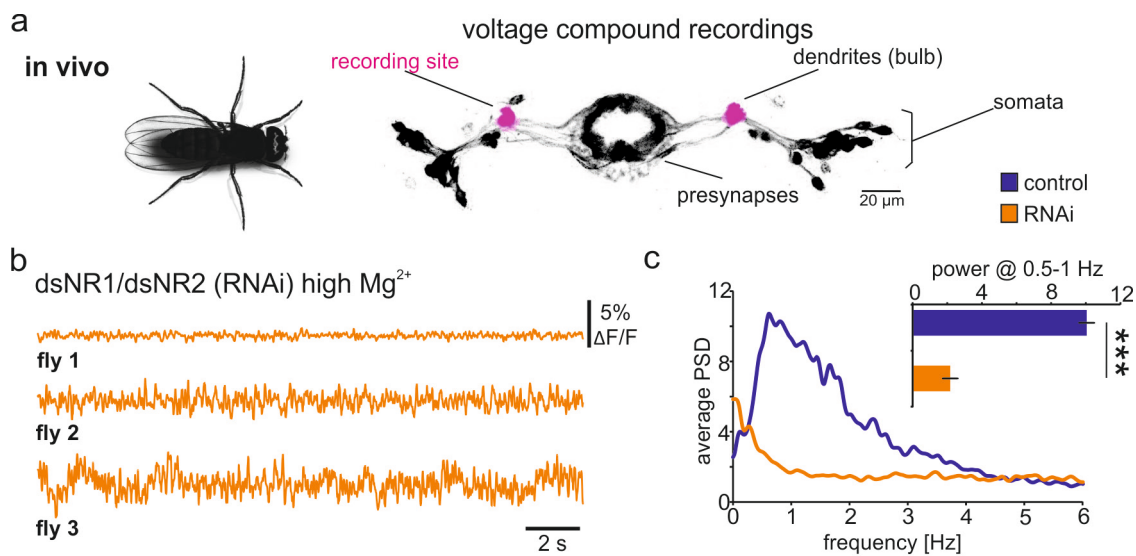 a
voltage compound recordings
in vivo
recording site
dendrites (bulb)
somata
presynapses
20 µm
control
RNAi
b
dsNR1/dsNR2 (RNAi) high Mg²⁺
5%
ΔF/F
fly 1
fly 2
fly 3
2 s
c
power @ 0.5-1 Hz
0 4 8 12
***
average PSD
12
8
4
0
0 1 2 3 4 5 6
frequency [Hz]